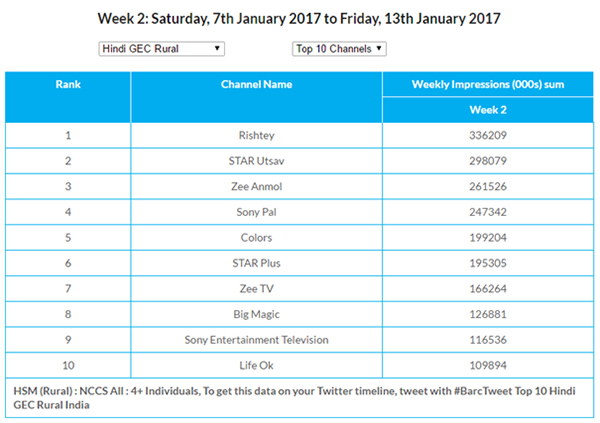 Week 2: Saturday, 7th January 2017 to Friday, 13th January 2017
Hindi GEC Rural Top 10 Channels
Rank Channel Name Weekly Impressions (000s) sum
Week 2
1 Rishtey 336209
2 STAR Utsav 298079
3 Zee Anmol 261526
4 Sony Pal 247342
5 Colors 199204
6 STAR Plus 195305
7 Zee TV 166264
8 Big Magic 126881
9 Sony Entertainment Television 116536
10 Life Ok 109894
HSM (Rural) : NCCS All : 4+ Individuals, To get this data on your Twitter timeline, tweet with #BarcTweet Top 10 Hindi
GEC Rural India